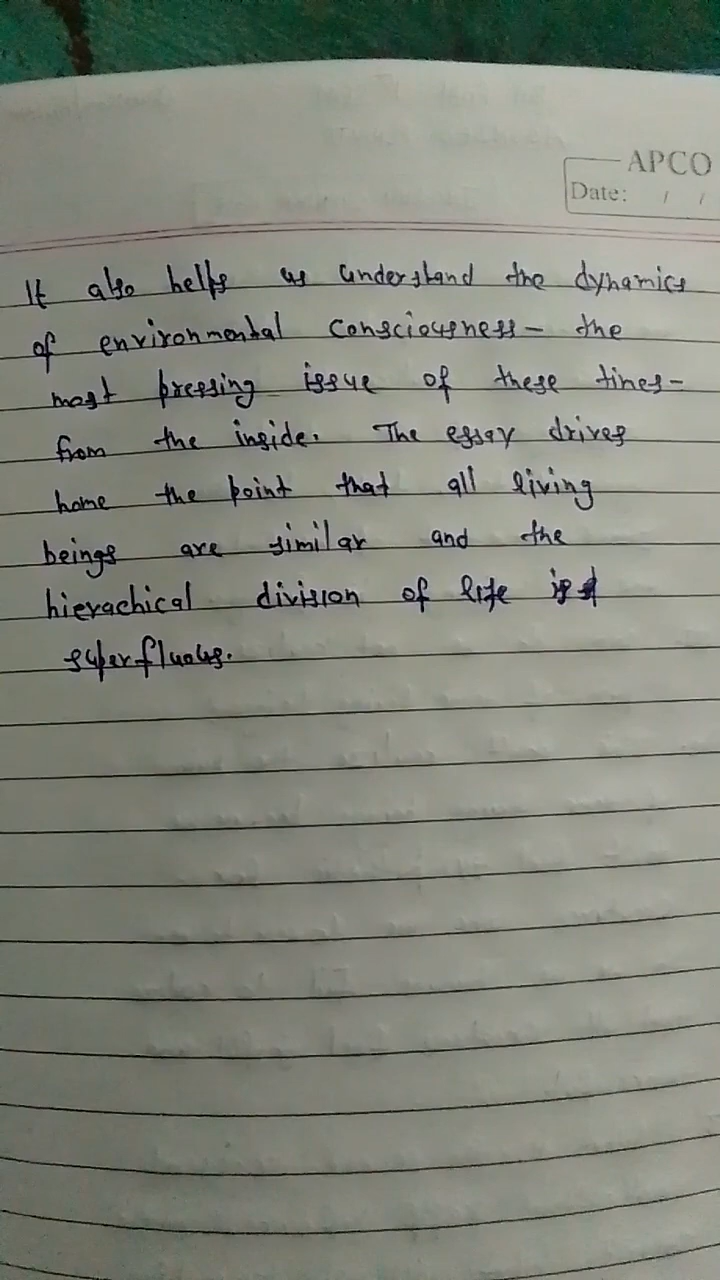 APCO
Date: / /
It also helps us understand the dynamics
of environmental consciousness - the
most pressing issue of these times -
from the inside. The essay drives
home the point that all living
beings are similar and the
hierachical division of life is
superfluous.